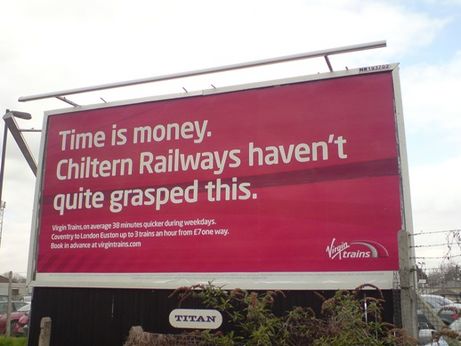 NR193702
Time is money.
Chiltern Railways haven't
quite grasped this.
Virgin Trains, on average 38 minutes quicker during weekdays.
Coventry to London Euston up to 3 trains an hour from £7 one way.
Book in advance at virgintrains.com
Virgin
trains
TITAN